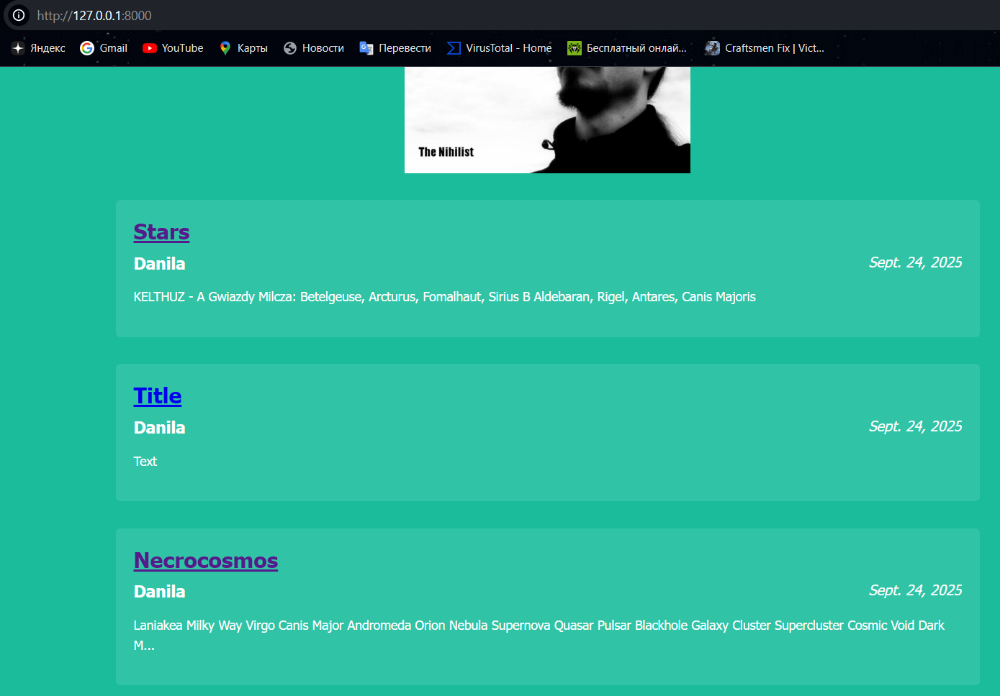 http://127.0.0.1:8000
Яндекс Gmail YouTube Карты Новости Перевести VirusTotal - Home Бесплатный онлай... Craftsmen Fix | Vict...
The Nihilist
Stars
Danila Sept. 24, 2025
KELTHUZ - A Gwiazdy Milcza: Betelgeuse, Arcturus, Fomalhaut, Sirius B Aldebaran, Rigel, Antares, Canis Majoris
Title
Danila Sept. 24, 2025
Text
Necrocosmos
Danila Sept. 24, 2025
Laniakea Milky Way Virgo Canis Major Andromeda Orion Nebula Supernova Quasar Pulsar Blackhole Galaxy Cluster Supercluster Cosmic Void Dark
M...